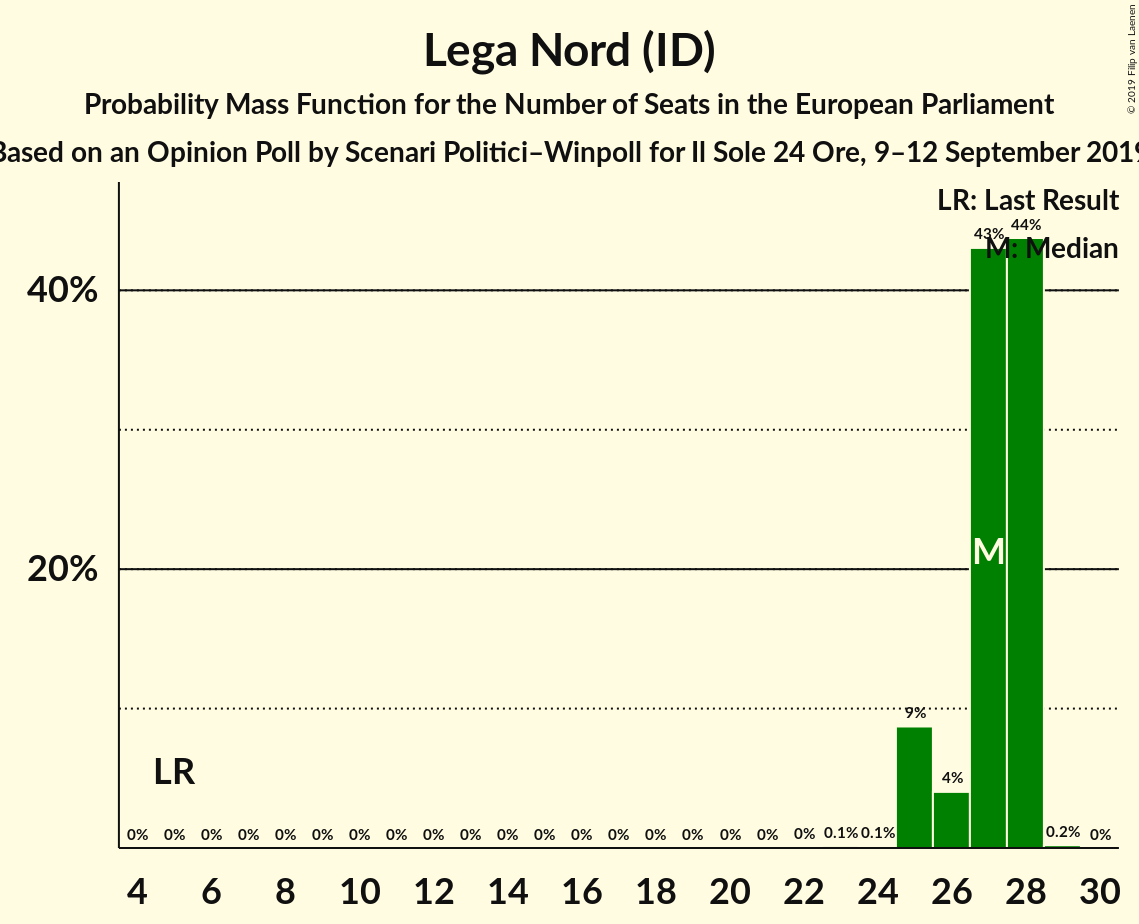 Lega Nord (ID)
Probability Mass Function for the Number of Seats in the European Parliament
Based on an Opinion Poll by Scenari Politici–Winpoll for Il Sole 24 Ore, 9–12 September 2019
© 2019 Filip van Laenen
LR: Last Result
M: Median
43% 44%
40%
M
20%
9%
LR
4%
0% 0% 0% 0% 0% 0% 0% 0% 0% 0% 0% 0% 0% 0% 0% 0% 0% 0% 0% 0.1% 0.1% 0.2% 0%
4 6 8 10 12 14 16 18 20 22 24 26 28 30